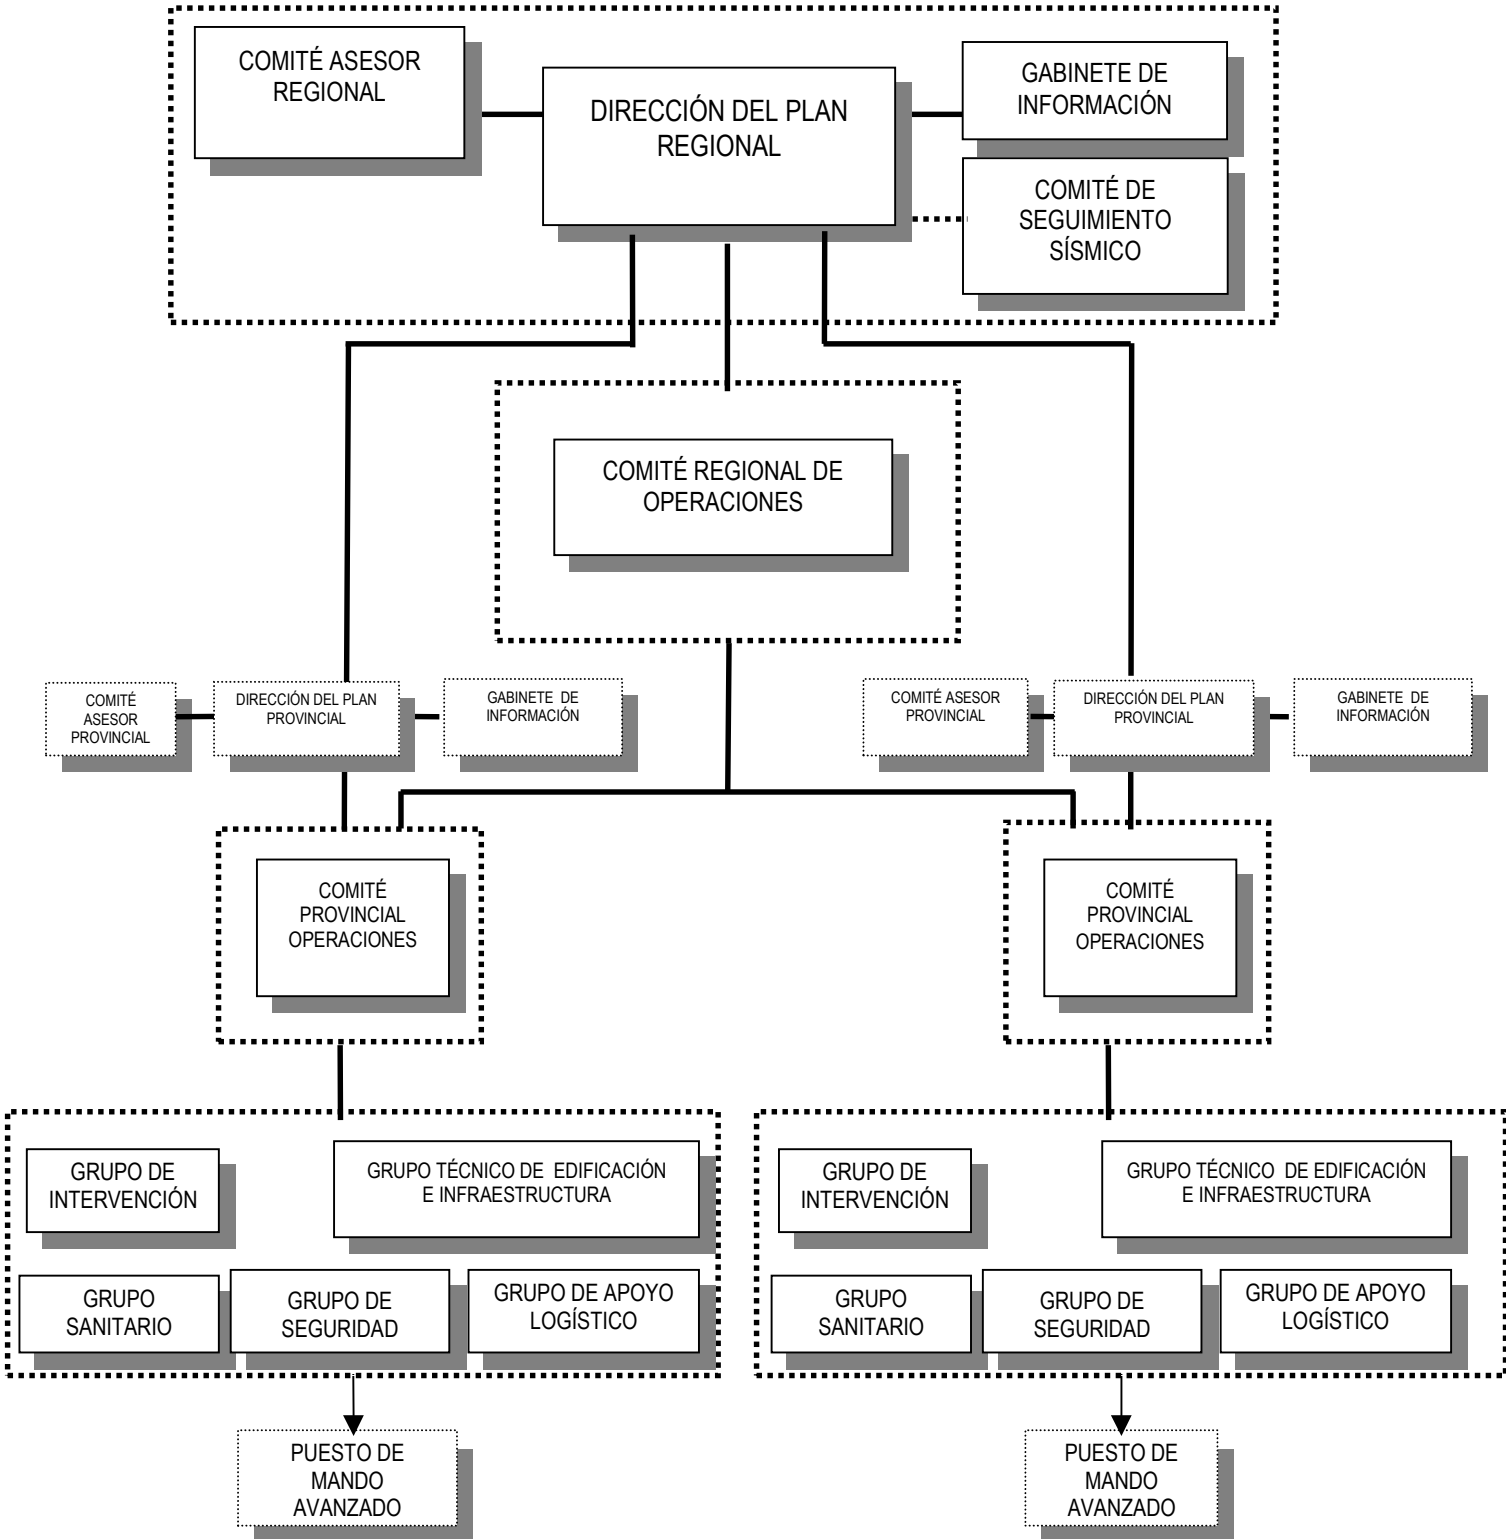 COMITÉ ASESOR
REGIONAL
DIRECCIÓN DEL PLAN
REGIONAL
GABINETE DE
INFORMACIÓN
COMITÉ DE
SEGUIMIENTO
SÍSMICO
COMITÉ REGIONAL DE
OPERACIONES
COMITÉ
ASESOR
PROVINCIAL
DIRECCIÓN DEL PLAN
PROVINCIAL
GABINETE DE
INFORMACIÓN
COMITÉ ASESOR
PROVINCIAL
DIRECCIÓN DEL PLAN
PROVINCIAL
GABINETE DE
INFORMACIÓN
COMITÉ
PROVINCIAL
OPERACIONES
COMITÉ
PROVINCIAL
OPERACIONES
GRUPO DE
INTERVENCIÓN
GRUPO TÉCNICO DE EDIFICACIÓN
E INFRAESTRUCTURA
GRUPO
SANITARIO
GRUPO DE
SEGURIDAD
GRUPO DE APOYO
LOGÍSTICO
GRUPO DE
INTERVENCIÓN
GRUPO TÉCNICO DE EDIFICACIÓN
E INFRAESTRUCTURA
GRUPO
SANITARIO
GRUPO DE
SEGURIDAD
GRUPO DE APOYO
LOGÍSTICO
PUESTO DE
MANDO
AVANZADO
PUESTO DE
MANDO
AVANZADO